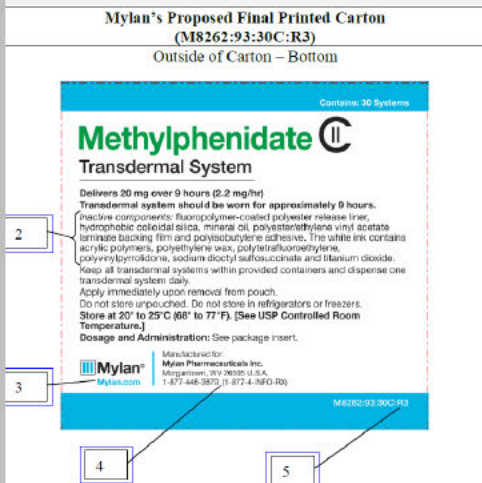 Mylan's Proposed Final Printed Carton
(M8262:93:30C:R3)
Outside of Carton – Bottom
Contains: 30 Systems
Methylphenidate CII
Transdermal System
Delivers 20 mg over 9 hours (2.2 mg/hr)
Transdermal system should be worn for approximately 9 hours.
Inactive components: fluoropolymer-coated polyester release liner,
hydrophobic colloidal silica, mineral oil, polyester/ethylene vinyl acetate
laminate backing film and polyisobutylene adhesive. The white ink contains
acrylic polymers, polyethylene wax, polytetrafluoroethylene,
polyvinylpyrrolidone, sodium dioctyl sulfosuccinate and titanium dioxide.
2
Keep all transdermal systems within provided containers and dispense one
transdermal system daily.
Apply immediately upon removal from pouch.
Do not store unpouched. Do not store in refrigerators or freezers.
Store at 20° to 25°C (68° to 77°F). [See USP Controlled Room
Temperature.]
Dosage and Administration: See package insert.
Mylan®
Mylan.com
Manufactured for:
Mylan Pharmaceuticals Inc.
Morgantown, WV 26505 U.S.A.
1-877-446-3679 (1-877-4-INFO-RX)
3
M8262:93:30C:R3
4
5